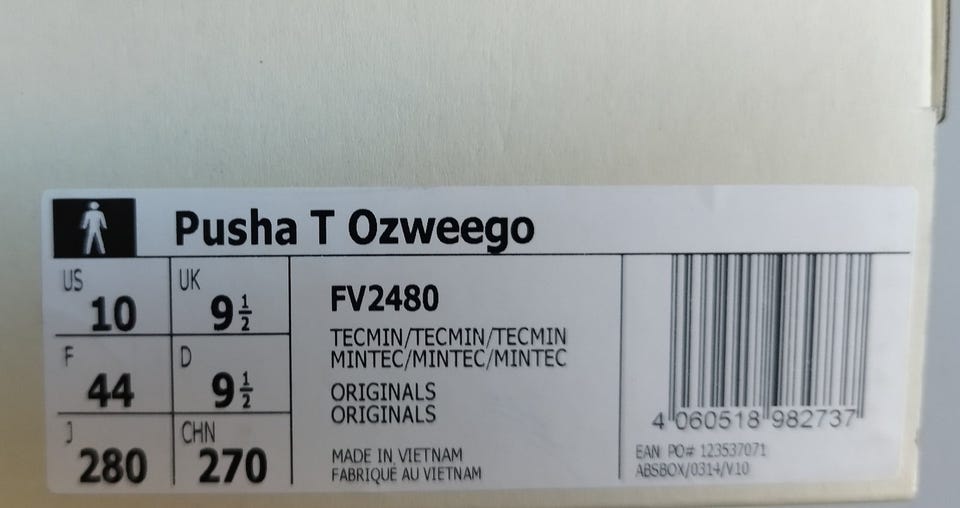 Pusha T Ozweego
US 10 UK 9 1/2
F 44 D 9 1/2
J 280 CHN 270
FV2480
TECMIN/TECMIN/TECMIN
MINTEC/MINTEC/MINTEC
ORIGINALS
ORIGINALS
MADE IN VIETNAM
FABRIQUÉ AU VIETNAM
4 060518 982737
EAN PO# 123537071
ABSBOX/0314/V10